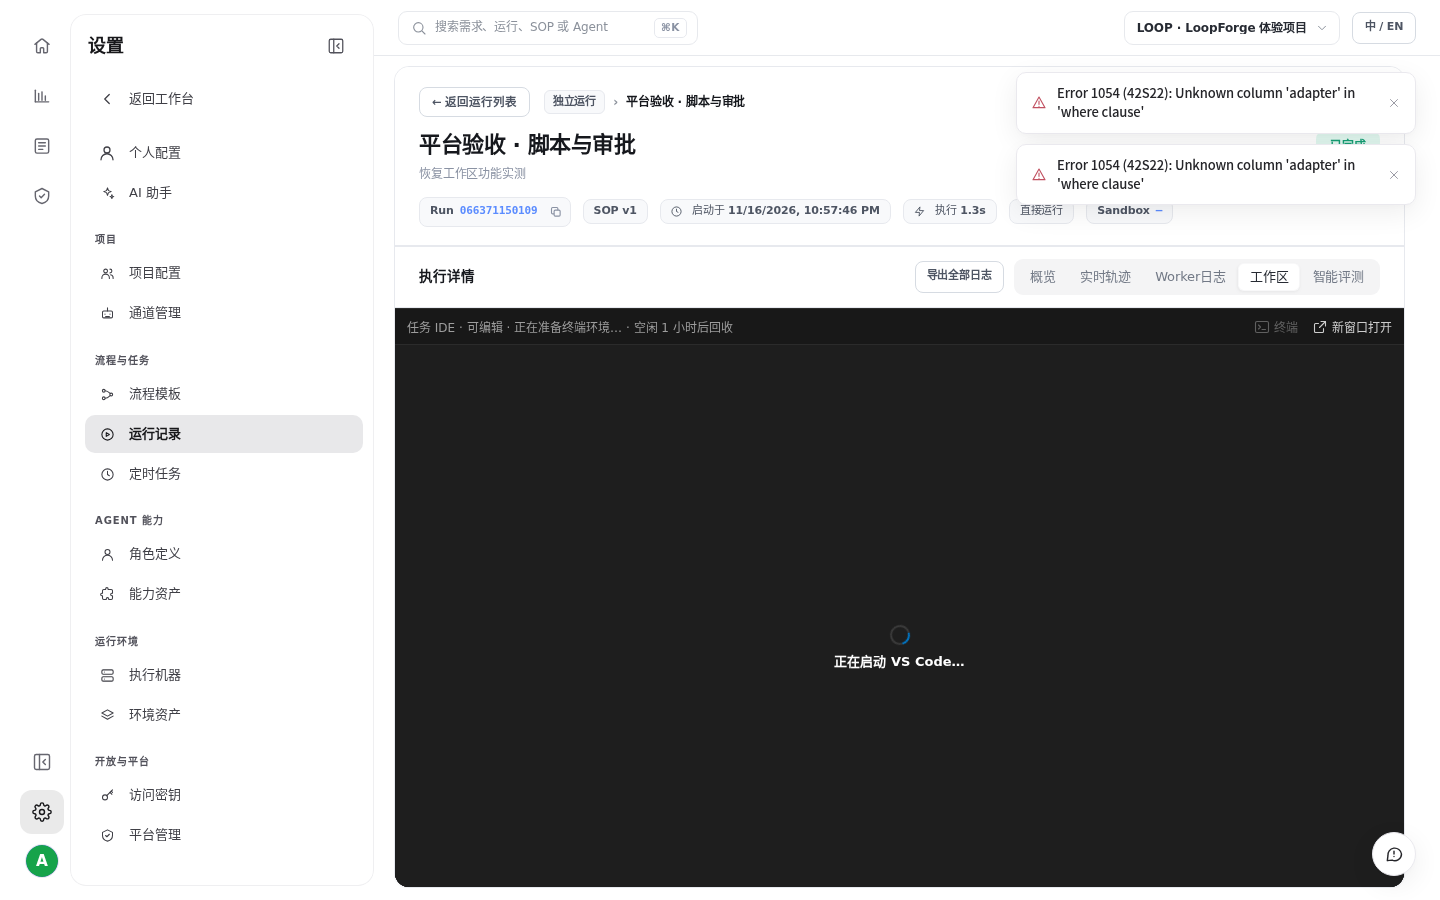 设置
返回工作台
个人配置
AI 助手
项目
项目配置
通道管理
流程与任务
流程模板
运行记录
定时任务
AGENT 能力
角色定义
能力资产
运行环境
执行机器
环境资产
开放与平台
访问密钥
平台管理
A
搜索需求、运行、SOP 或 Agent
⌘K
LOOP · LoopForge 体验项目
中 / EN
Error 1054 (42S22): Unknown column 'adapter' in
'where clause'
Error 1054 (42S22): Unknown column 'adapter' in
'where clause'
← 返回运行列表
独立运行
›
平台验收 · 脚本与审批
平台验收 · 脚本与审批
恢复工作区功能实测
Run 066371150109
SOP v1
启动于 11/16/2026, 10:57:46 PM
执行 1.3s
直接运行
Sandbox –
执行详情
导出全部日志
概览
实时轨迹
Worker日志
工作区
智能评测
任务 IDE · 可编辑 · 正在准备终端环境... · 空闲 1 小时后回收
终端
新窗口打开
正在启动 VS Code...